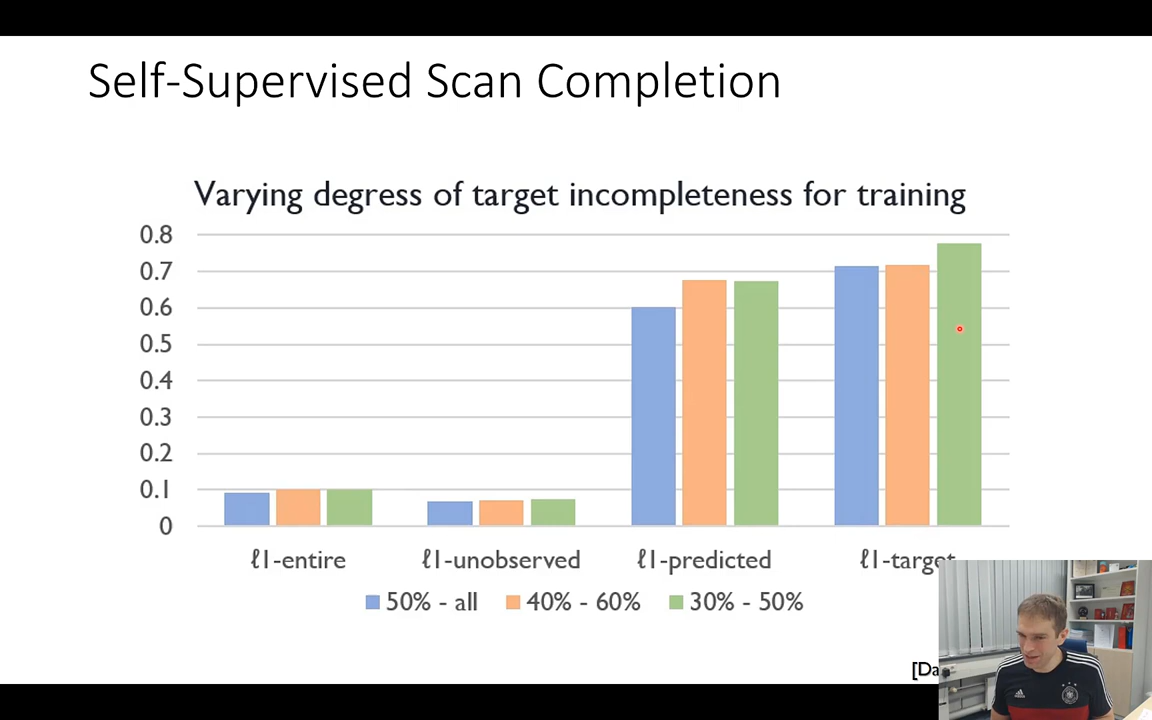 Self-Supervised Scan Completion
Varying degress of target incompleteness for training
0.8
0.7
0.6
0.5
0.4
0.3
0.2
0.1
0
ℓ1-entire ℓ1-unobserved ℓ1-predicted ℓ1-target
50% - all 40% - 60% 30% - 50%